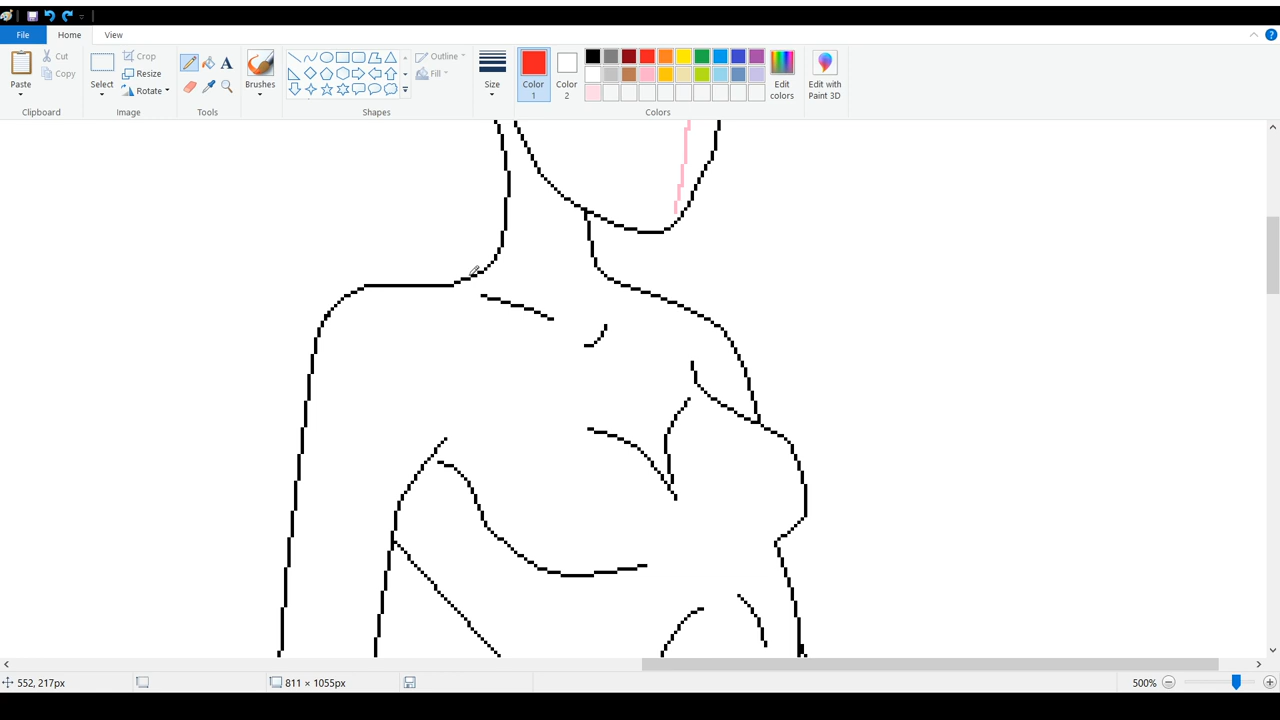 File
Home
View
Paste
Cut
Copy
Clipboard
Select
Crop
Resize
Rotate
Image
A
Tools
Brushes
Outline
Fill
Shapes
Size
Color 1
Color 2
Edit colors
Colors
Edit with Paint 3D
552, 217px
811 × 1055px
500%